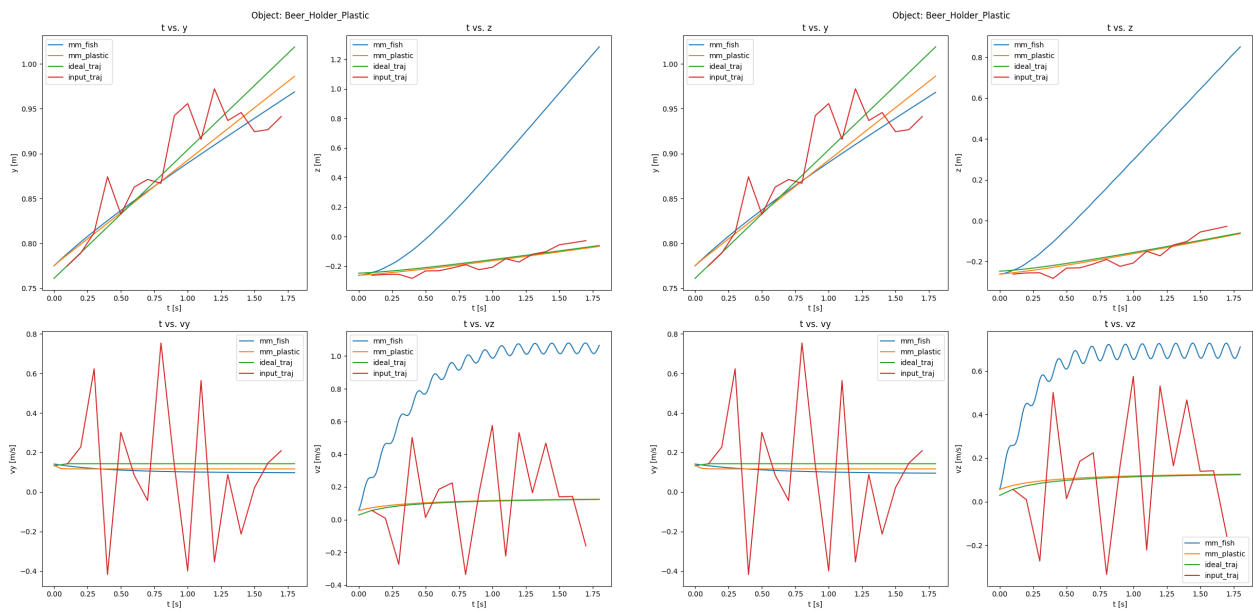 Object: Beer_Holder_Plastic
t vs. y
mm_fish
mm_plastic
ideal_traj
input_traj
y [m]
1.00
0.95
0.90
0.85
0.80
0.75
0.00 0.25 0.50 0.75 1.00 1.25 1.50 1.75
t [s]
t vs. z
mm_fish
mm_plastic
ideal_traj
input_traj
z [m]
1.2
1.0
0.8
0.6
0.4
0.2
0.0
−0.2
0.00 0.25 0.50 0.75 1.00 1.25 1.50 1.75
t [s]
t vs. vy
mm_fish
mm_plastic
ideal_traj
input_traj
vy [m/s]
0.8
0.6
0.4
0.2
0.0
−0.2
−0.4
0.00 0.25 0.50 0.75 1.00 1.25 1.50 1.75
t [s]
t vs. vz
mm_fish
mm_plastic
ideal_traj
input_traj
vz [m/s]
1.0
0.8
0.6
0.4
0.2
0.0
−0.2
−0.4
0.00 0.25 0.50 0.75 1.00 1.25 1.50 1.75
t [s]
Object: Beer_Holder_Plastic
t vs. y
mm_fish
mm_plastic
ideal_traj
input_traj
y [m]
1.00
0.95
0.90
0.85
0.80
0.75
0.00 0.25 0.50 0.75 1.00 1.25 1.50 1.75
t [s]
t vs. z
mm_fish
mm_plastic
ideal_traj
input_traj
z [m]
0.8
0.6
0.4
0.2
0.0
−0.2
0.00 0.25 0.50 0.75 1.00 1.25 1.50 1.75
t [s]
t vs. vy
mm_fish
mm_plastic
ideal_traj
input_traj
vy [m/s]
0.8
0.6
0.4
0.2
0.0
−0.2
−0.4
0.00 0.25 0.50 0.75 1.00 1.25 1.50 1.75
t [s]
t vs. vz
mm_fish
mm_plastic
ideal_traj
input_traj
vz [m/s]
0.6
0.4
0.2
0.0
−0.2
0.00 0.25 0.50 0.75 1.00 1.25 1.50 1.75
t [s]